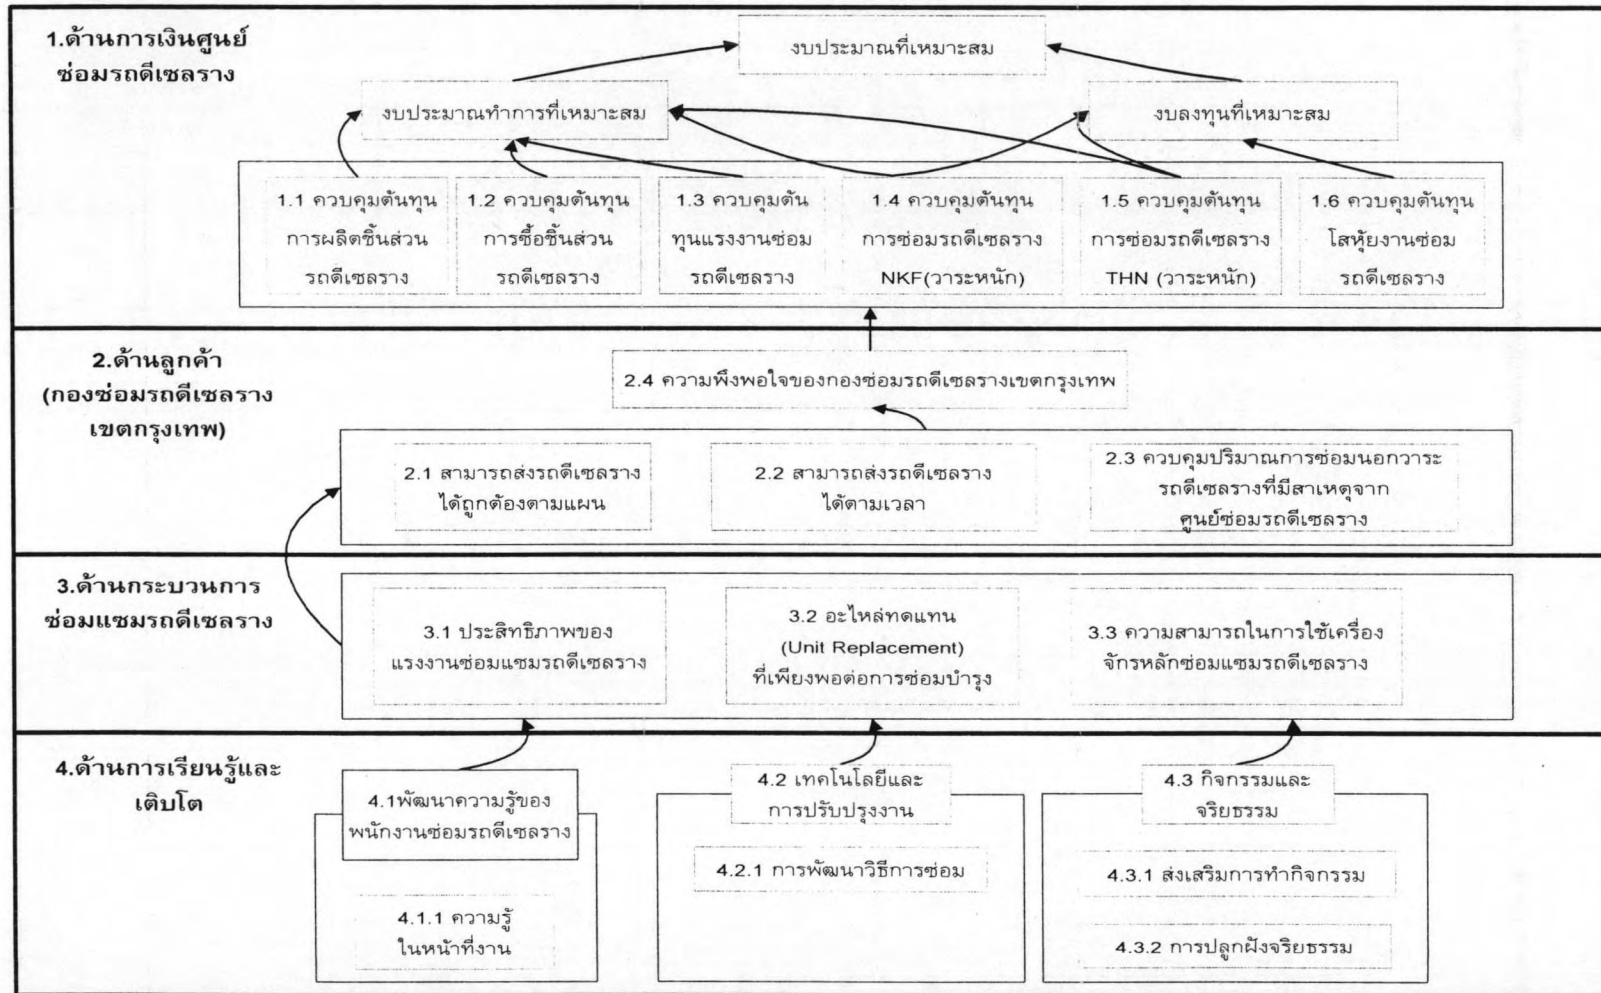 1.ด้านการเงินศูนย์
ซ่อมรถดีเซลราง
งบประมาณที่เหมาะสม
งบประมาณทำการที่เหมาะสม
งบลงทุนที่เหมาะสม
1.1 ควบคุมต้นทุน
การผลิตชิ้นส่วน
รถดีเซลราง
1.2 ควบคุมต้นทุน
การซื้อชิ้นส่วน
รถดีเซลราง
1.3 ควบคุมต้น
ทุนแรงงานซ่อม
รถดีเซลราง
1.4 ควบคุมต้นทุน
การซ่อมรถดีเซลราง
NKF(วาระหนัก)
1.5 ควบคุมต้นทุน
การซ่อมรถดีเซลราง
THN (วาระหนัก)
1.6 ควบคุมต้นทุน
โสหุ้ยงานซ่อม
รถดีเซลราง
2.ด้านลูกค้า
(กองซ่อมรถดีเซลราง
เขตกรุงเทพ)
2.4 ความพึงพอใจของกองซ่อมรถดีเซลรางเขตกรุงเทพ
2.1 สามารถส่งรถดีเซลราง
ได้ถูกต้องตามแผน
2.2 สามารถส่งรถดีเซลราง
ได้ตามเวลา
2.3 ควบคุมปริมาณการซ่อมนอกวาระ
รถดีเซลรางที่มีสาเหตุจาก
ศูนย์ซ่อมรถดีเซลราง
3.ด้านกระบวนการ
ซ่อมแซมรถดีเซลราง
3.1 ประสิทธิภาพของ
แรงงานซ่อมแซมรถดีเซลราง
3.2 อะไหล่ทดแทน
(Unit Replacement)
ที่เพียงพอต่อการซ่อมบำรุง
3.3 ความสามารถในการใช้เครื่อง
จักรหลักซ่อมแซมรถดีเซลราง
4.ด้านการเรียนรู้และ
เติบโต
4.1พัฒนาความรู้ของ
พนักงานซ่อมรถดีเซลราง
4.1.1 ความรู้
ในหน้าที่งาน
4.2 เทคโนโลยีและ
การปรับปรุงงาน
4.2.1 การพัฒนาวิธีการซ่อม
4.3 กิจกรรมและ
จริยธรรม
4.3.1 ส่งเสริมการทำกิจกรรม
4.3.2 การปลูกฝังจริยธรรม